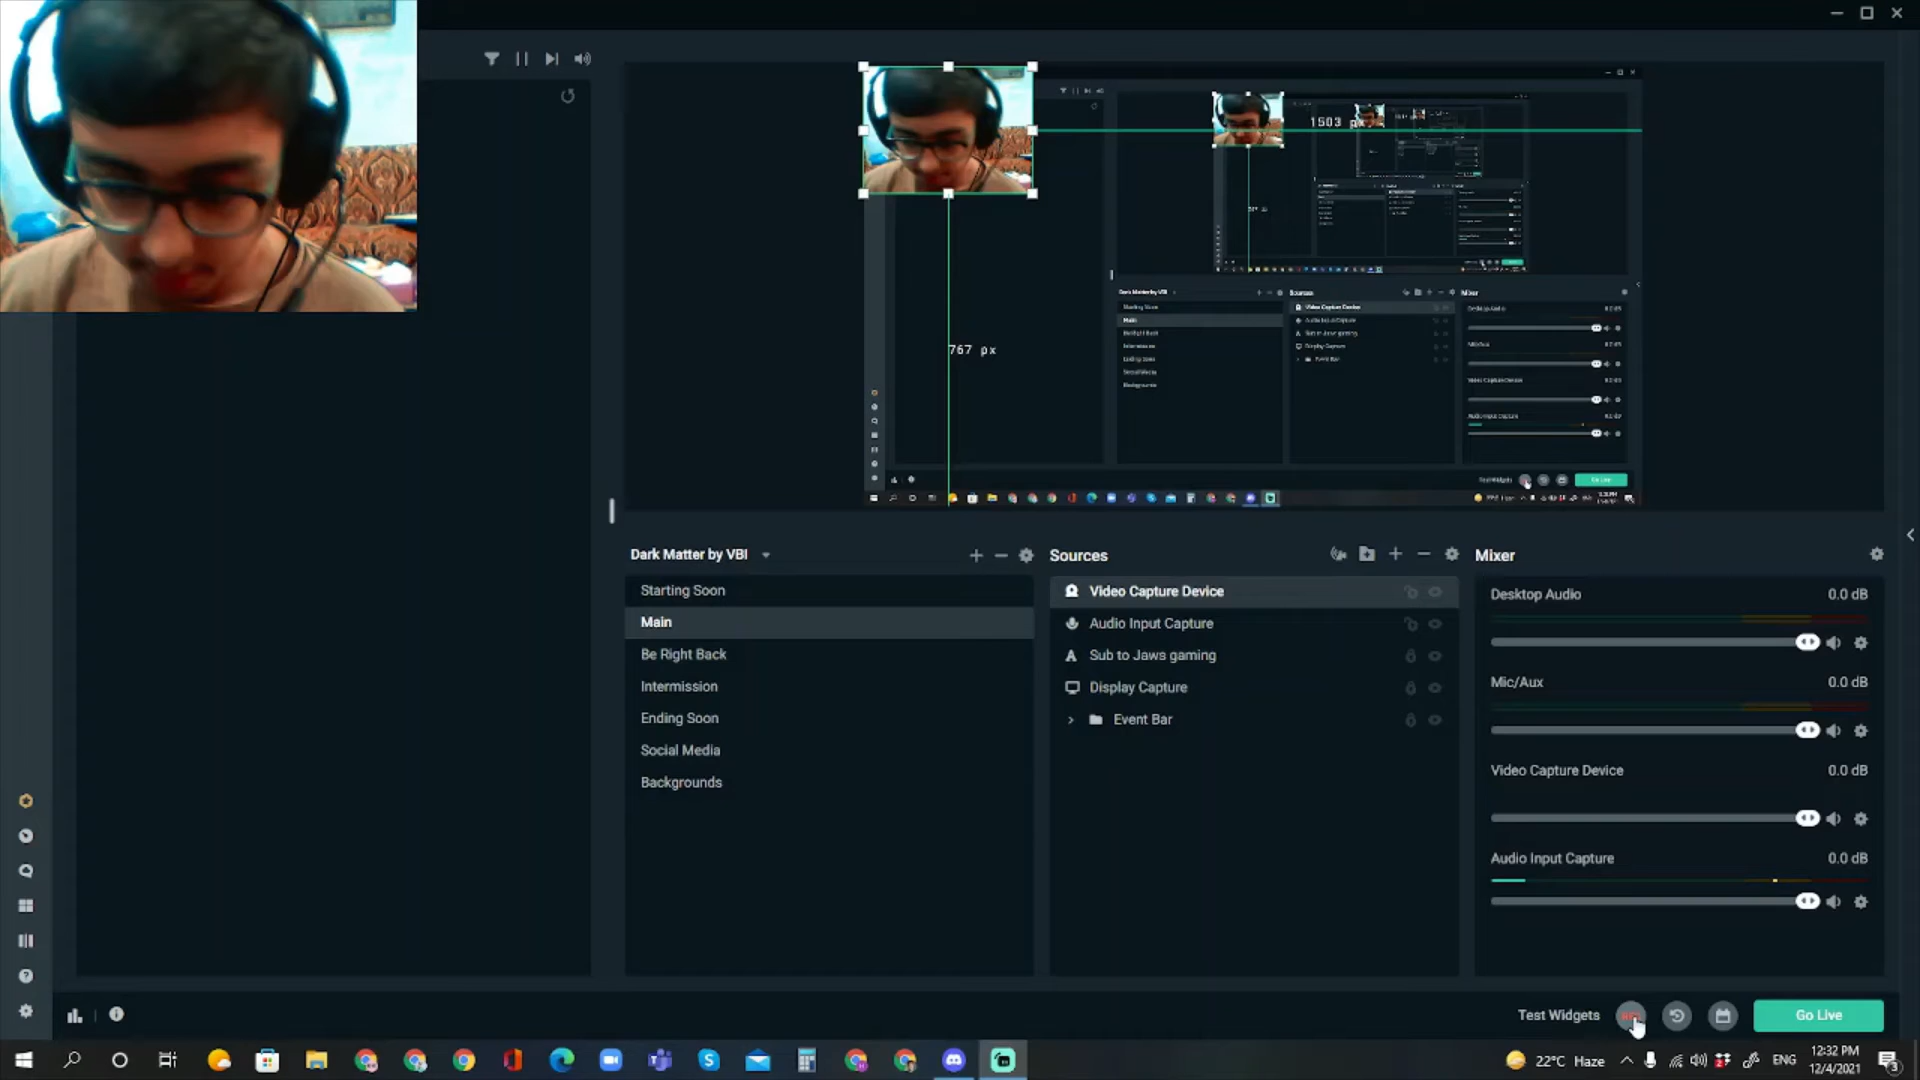 1503 px
767 px
Dark Matter by VBI
Starting Soon
Main
Be Right Back
Intermission
Ending Soon
Social Media
Backgrounds
Sources
Video Capture Device
Audio Input Capture
Sub to Jaws gaming
Display Capture
Event Bar
Mixer
Desktop Audio 0.0 dB
Mic/Aux 0.0 dB
Video Capture Device 0.0 dB
Audio Input Capture 0.0 dB
Test Widgets
Go Live
22°C Haze
ENG
12:32 PM
12/4/2021
3